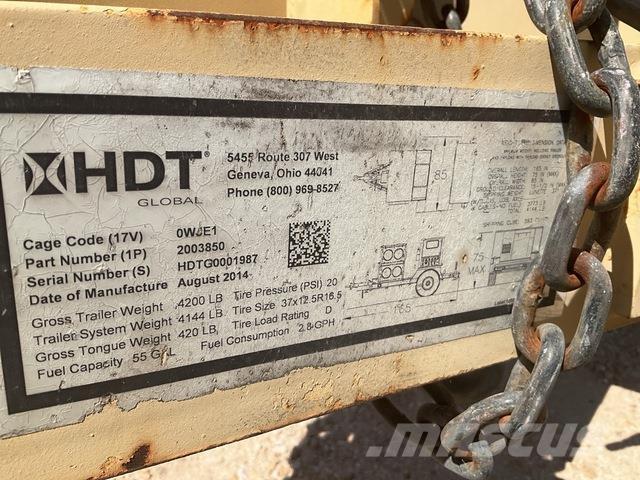 HDT
GLOBAL
5455 Route 307 West
Geneva, Ohio 44041
Phone (800) 969-8527
Cage Code (17V) 0WJE1
Part Number (1P) 2003850
Serial Number (S) HDTG0001987
Date of Manufacture August 2014
Gross Trailer Weight 4200 LB Tire Pressure (PSI) 20
Trailer System Weight 4144 LB Tire Size 37x12.5R16.5
Gross Tongue Weight 420 LB Tire Load Rating D
Fuel Capacity 55 GAL Fuel Consumption 2.8 GPH
85
75
MAX
165
mascus